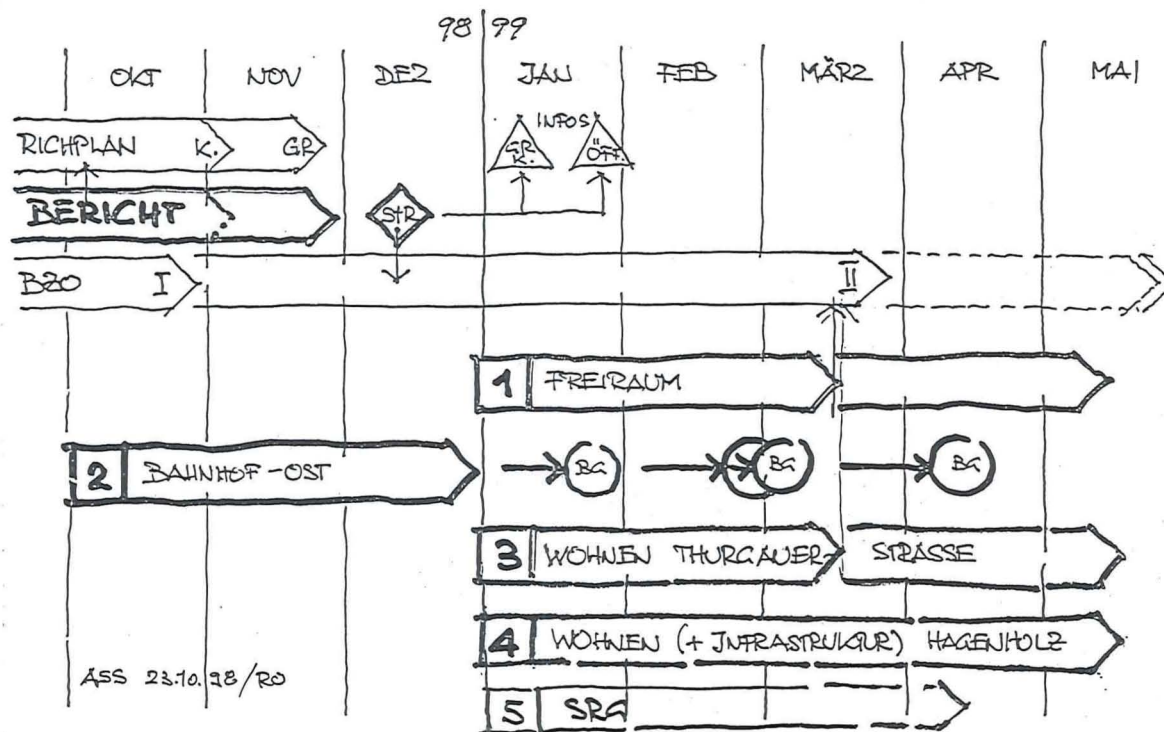 98 99
OKT NOV DEZ JAN FEB MÄRZ APR MAI
INFOS
RICHPLAN K. GR
GR K. ÖFF.
BERICHT
StR
BZO I II
1 FREIRAUM
2 BAHNHOF-OST BG BG BG
3 WOHNEN THURGAUER- STRASSE
4 WOHNEN (+ INFRASTRUKTUR) HAGENHOLZ
ASS 23.10.98/RO
5 SRG